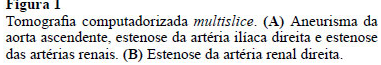 Figura 1
Tomografia computadorizada multislice. (A) Aneurisma da
aorta ascendente, estenose da artéria ilíaca direita e estenose
das artérias renais. (B) Estenose da artéria renal direita.